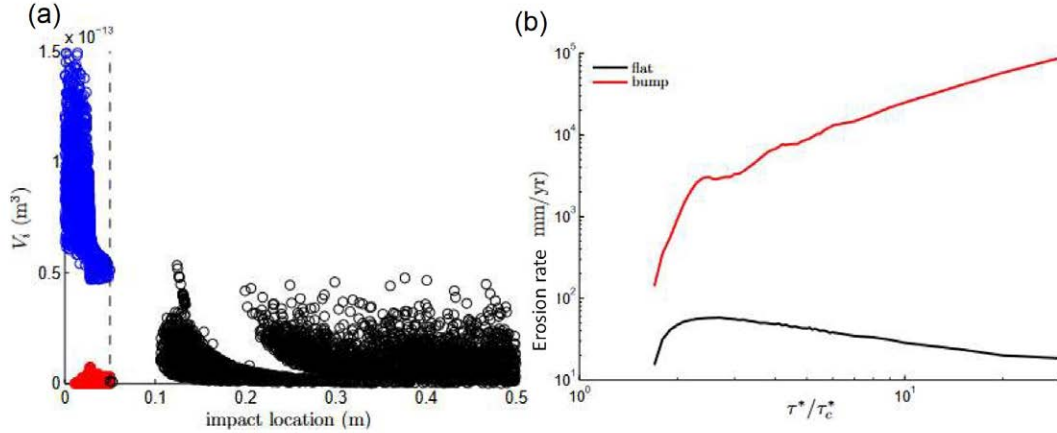 (a)
× 10⁻¹³
1.5
1
0.5
0
V_i (m³)
0 0.1 0.2 0.3 0.4 0.5
impact location (m)
(b)
10⁵
10⁴
10³
10²
10¹
Erosion rate mm/yr)
flat
bump
10⁰ 10¹
τ*/τ*_c